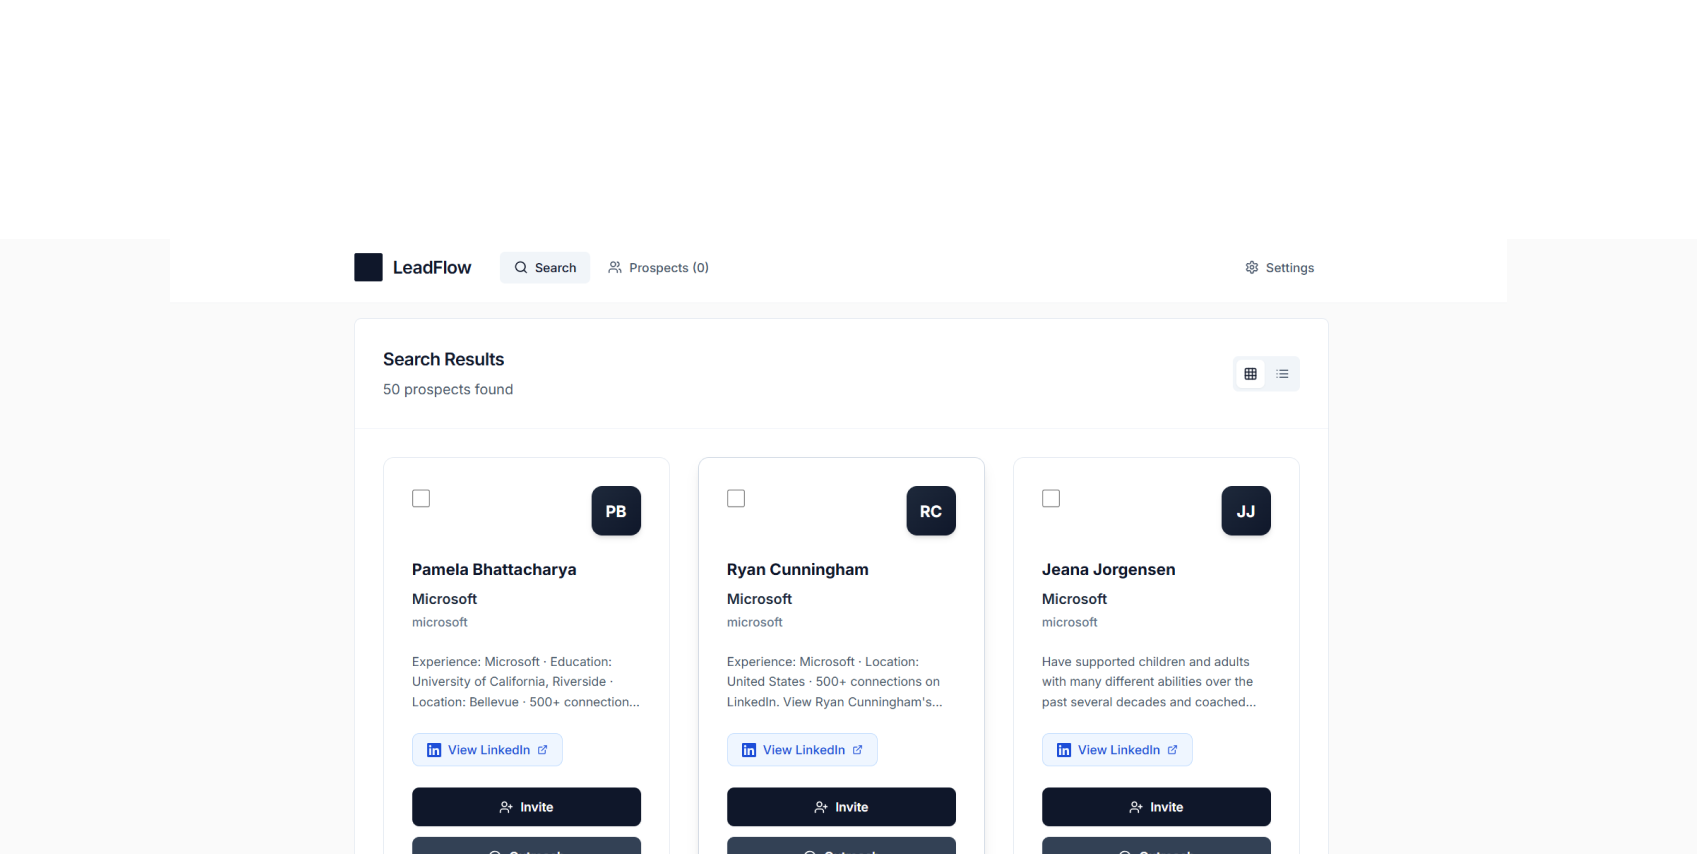 LeadFlow
Search
Prospects (0)
Settings
Search Results
50 prospects found
PB
Pamela Bhattacharya
Microsoft
microsoft
Experience: Microsoft · Education:
University of California, Riverside ·
Location: Bellevue · 500+ connection...
in View LinkedIn
Invite
RC
Ryan Cunningham
Microsoft
microsoft
Experience: Microsoft · Location:
United States · 500+ connections on
LinkedIn. View Ryan Cunningham's...
in View LinkedIn
Invite
JJ
Jeana Jorgensen
Microsoft
microsoft
Have supported children and adults
with many different abilities over the
past several decades and coached...
in View LinkedIn
Invite